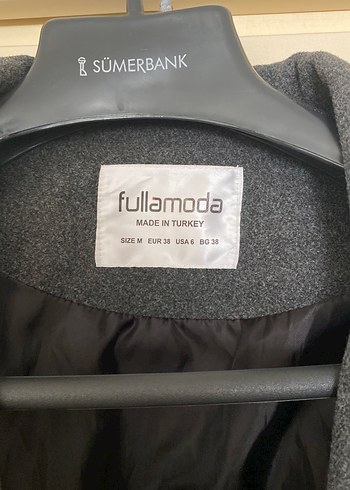 SÜMERBANK
fullamoda
MADE IN TURKEY
SIZE M EUR 38 USA 6 BG 38